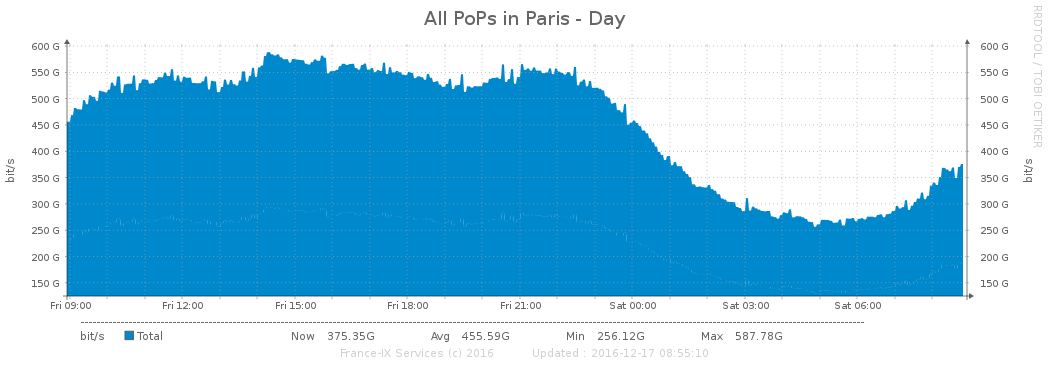 All PoPs in Paris - Day
RRDTOOL / TOBI OETIKER
600 G 600 G
550 G 550 G
500 G 500 G
450 G 450 G
400 G 400 G
350 G 350 G
300 G 300 G
250 G 250 G
200 G 200 G
150 G 150 G
bit/s
bit/s
Fri 09:00 Fri 12:00 Fri 15:00 Fri 18:00 Fri 21:00 Sat 00:00 Sat 03:00 Sat 06:00
bit/s Total Now 375.35G Avg 455.59G Min 256.12G Max 587.78G
France-IX Services (c) 2016 Updated : 2016-12-17 08:55:10